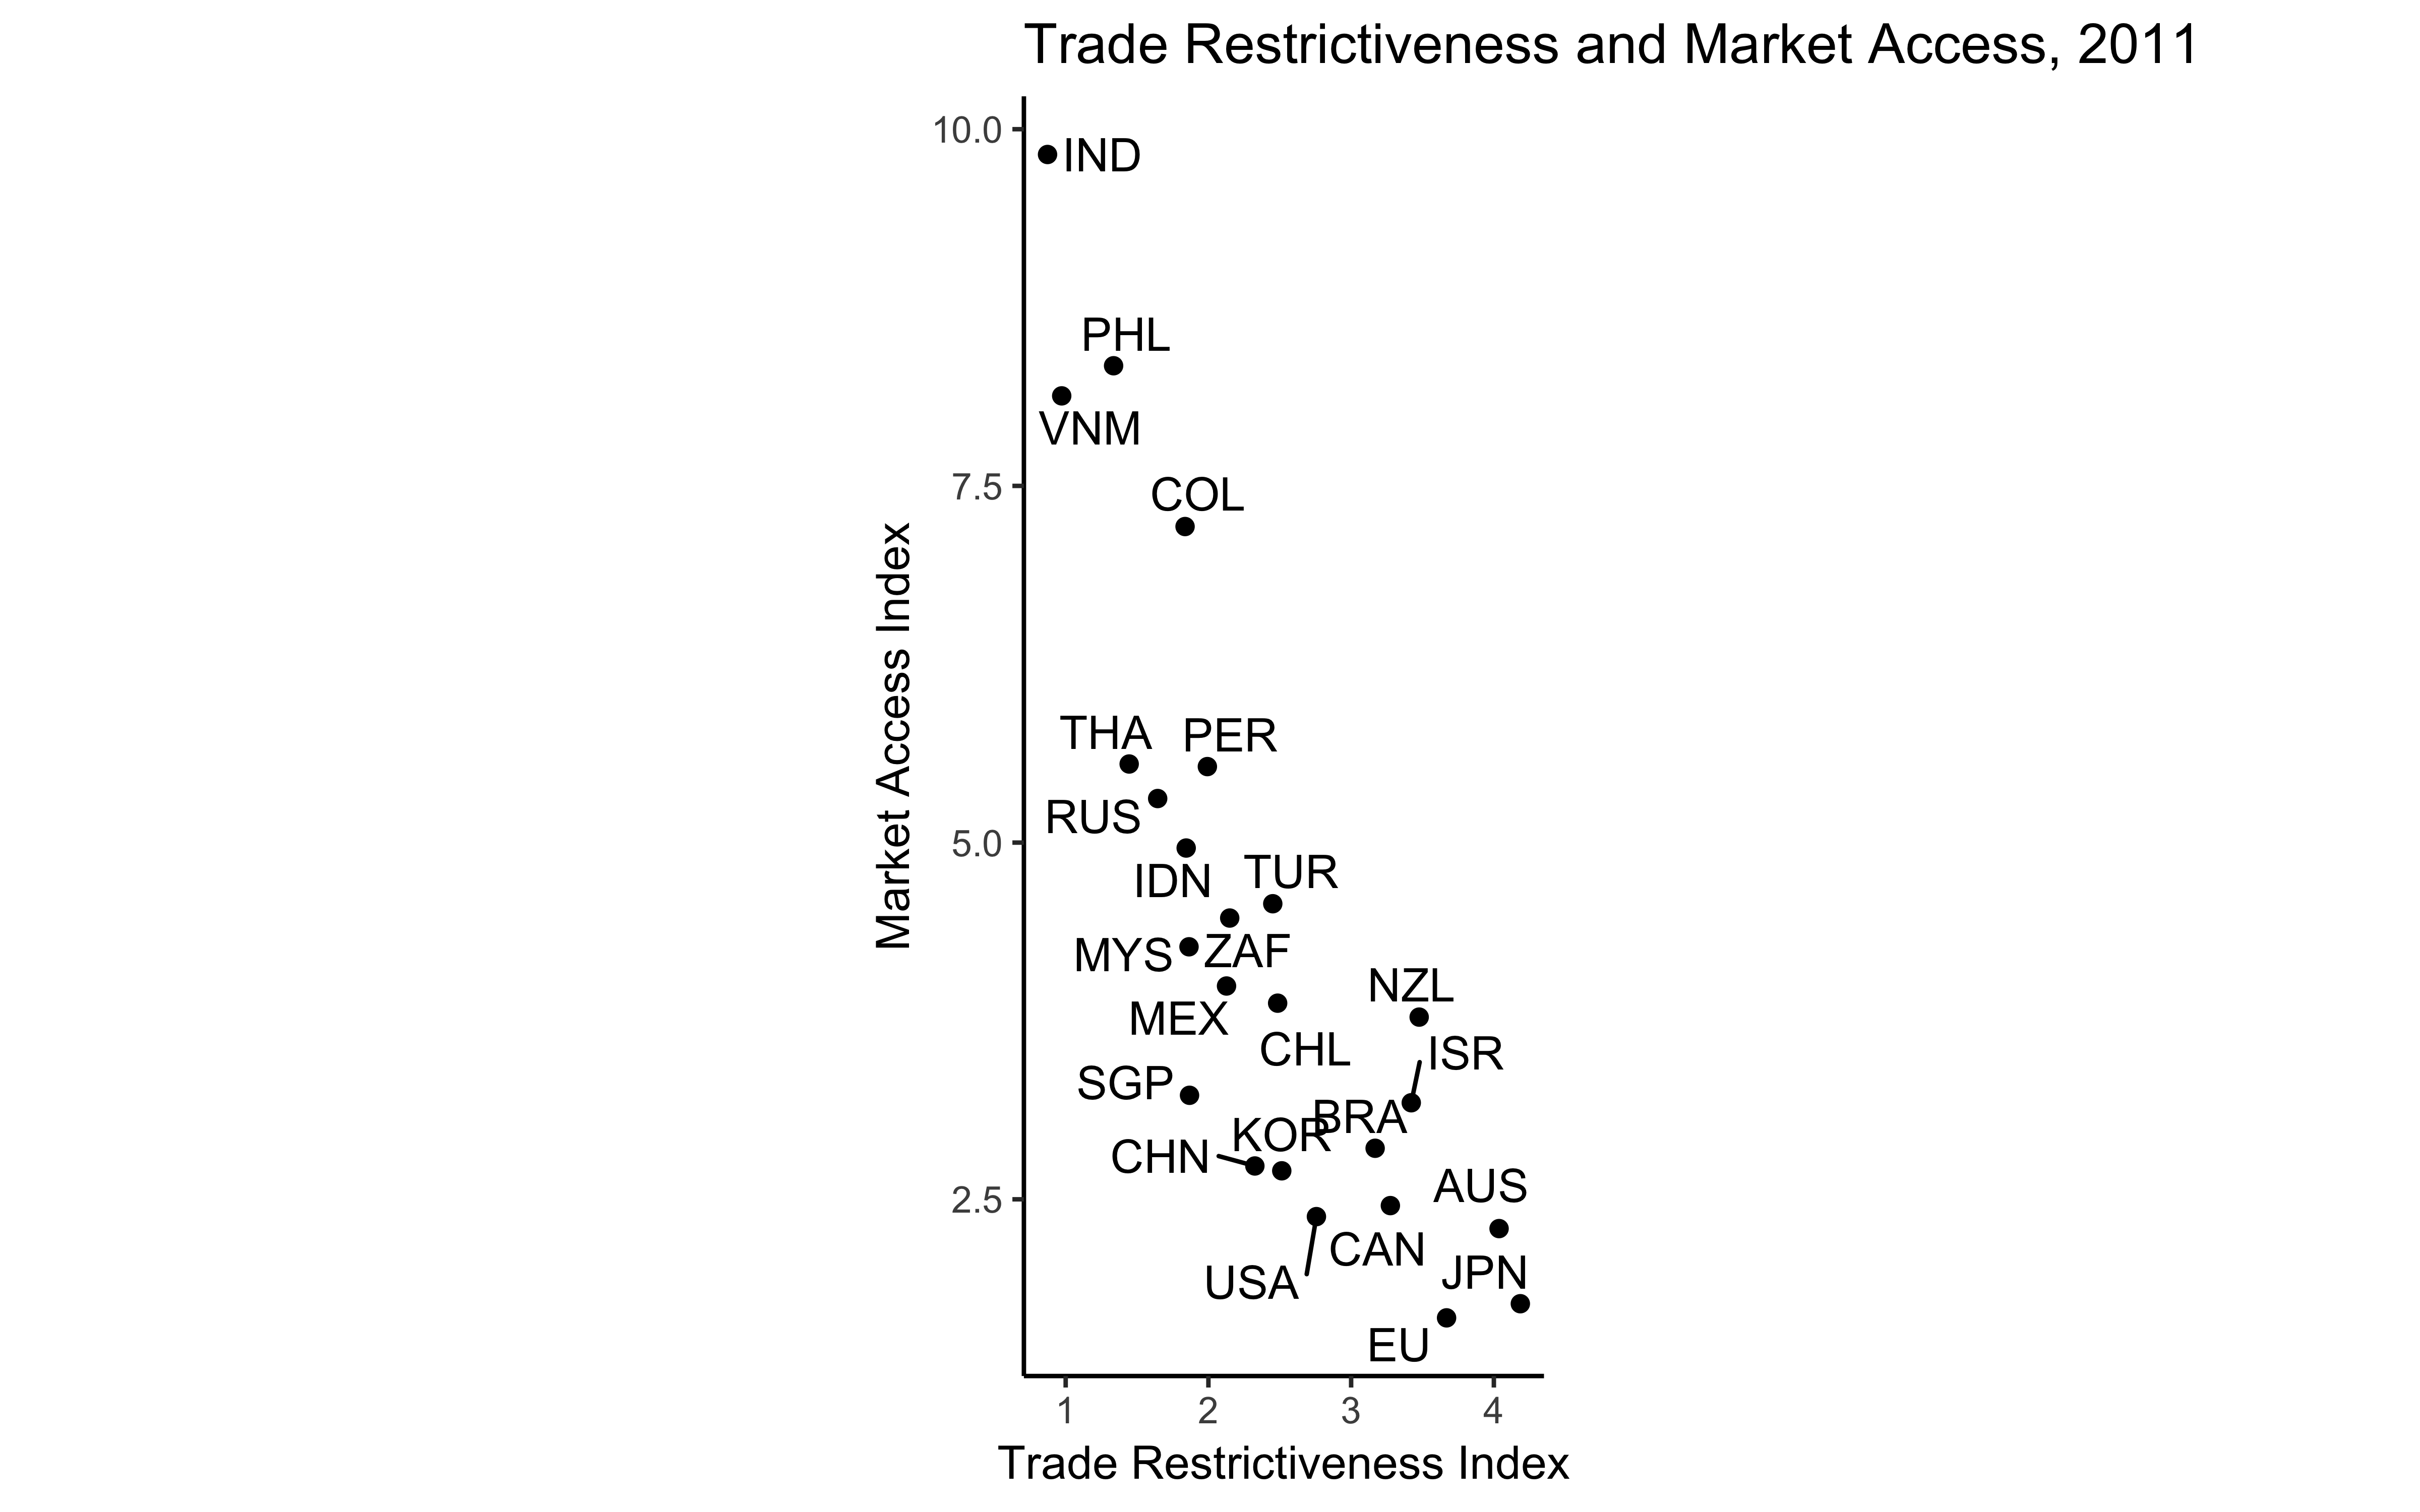 Trade Restrictiveness and Market Access, 2011
10.0
IND
PHL
VNM
7.5
COL
Market Access Index
THA
PER
RUS
5.0
IDN
TUR
MYS
ZAF
MEX
NZL
CHL
ISR
SGP
BRA
KOR
CHN
2.5
AUS
CAN
USA
JPN
EU
1
2
3
4
Trade Restrictiveness Index